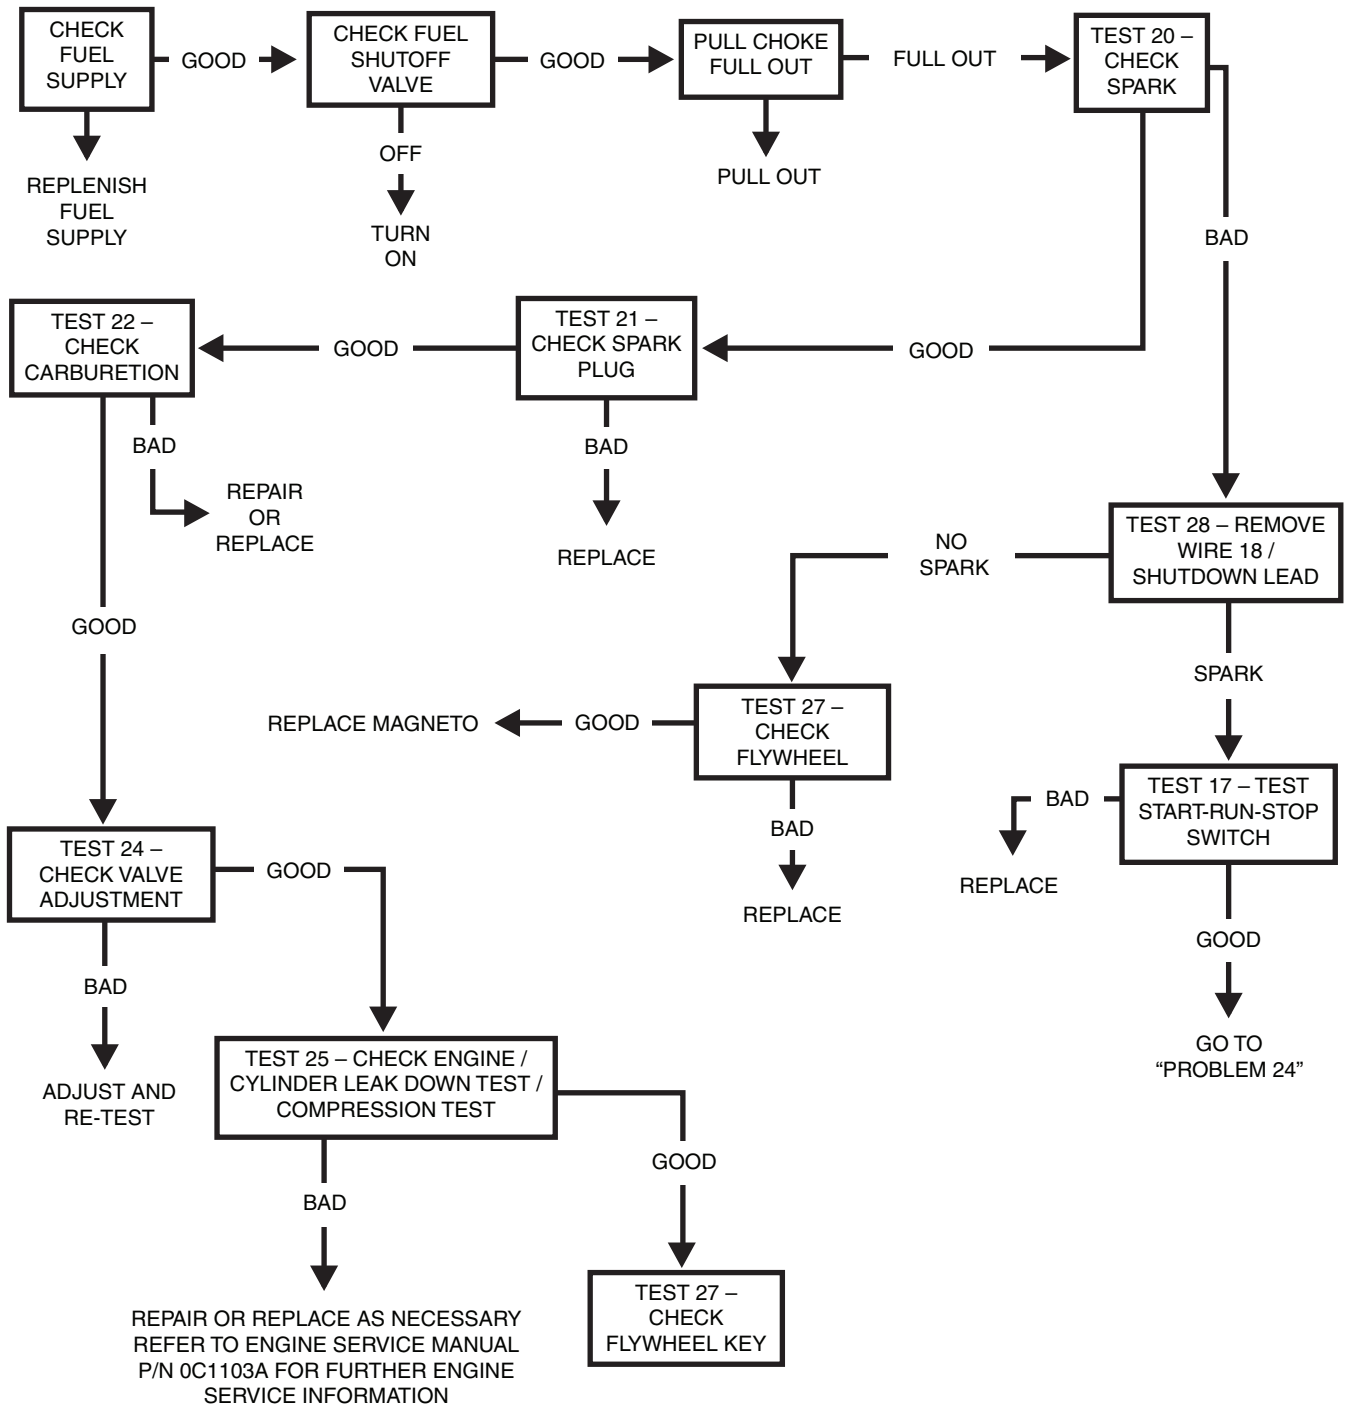 CHECK
FUEL
SUPPLY
GOOD
CHECK FUEL
SHUTOFF
VALVE
GOOD
PULL CHOKE
FULL OUT
FULL OUT
TEST 20 –
CHECK
SPARK
REPLENISH
FUEL
SUPPLY
OFF
TURN
ON
PULL OUT
BAD
TEST 22 –
CHECK
CARBURETION
GOOD
TEST 21 –
CHECK SPARK
PLUG
GOOD
BAD
REPAIR
OR
REPLACE
BAD
REPLACE
NO
SPARK
TEST 28 – REMOVE
WIRE 18 /
SHUTDOWN LEAD
GOOD
SPARK
REPLACE MAGNETO
GOOD
TEST 27 –
CHECK
FLYWHEEL
BAD
REPLACE
BAD
TEST 17 – TEST
START-RUN-STOP
SWITCH
REPLACE
GOOD
GO TO
“PROBLEM 24”
TEST 24 –
CHECK VALVE
ADJUSTMENT
GOOD
BAD
ADJUST AND
RE-TEST
TEST 25 – CHECK ENGINE /
CYLINDER LEAK DOWN TEST /
COMPRESSION TEST
GOOD
BAD
REPAIR OR REPLACE AS NECESSARY
REFER TO ENGINE SERVICE MANUAL
P/N 0C1103A FOR FURTHER ENGINE
SERVICE INFORMATION
TEST 27 –
CHECK
FLYWHEEL KEY